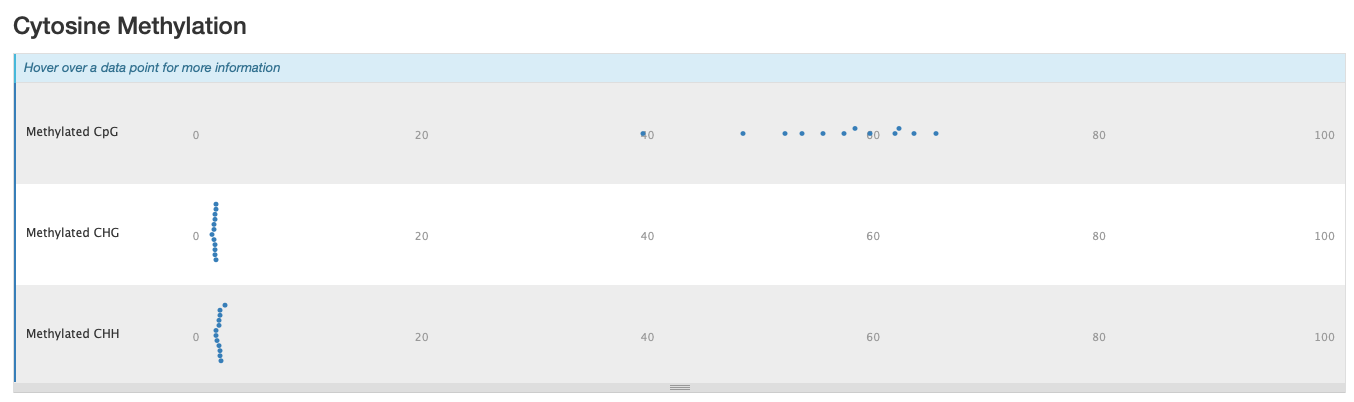 Cytosine Methylation
Hover over a data point for more information
Methylated CpG 0 20 40 60 80 100
Methylated CHG 0 20 40 60 80 100
Methylated CHH 0 20 40 60 80 100